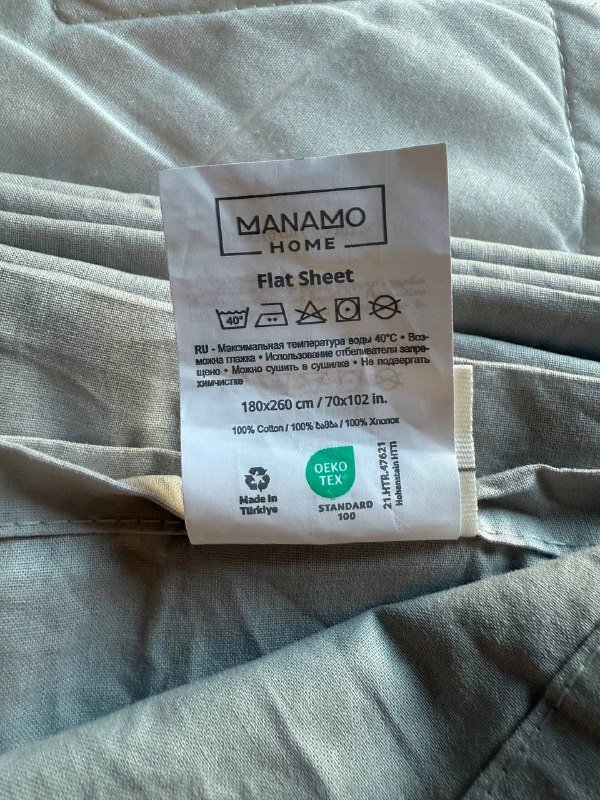 MANAMO
HOME
Flat Sheet
40°
RU - Максимальная температура воды 40°C • Воз-
можна глажка • Использование отбеливателя запре-
щено • Можно сушить в сушилке • Не подвергать
химчистке
180x260 cm / 70x102 in.
100% Cotton / 100% ბამბა / 100% Хлопок
Made in
Türkiye
OEKO
TEX®
STANDARD
100
21.HTR.47621
Hohenstein HTTI